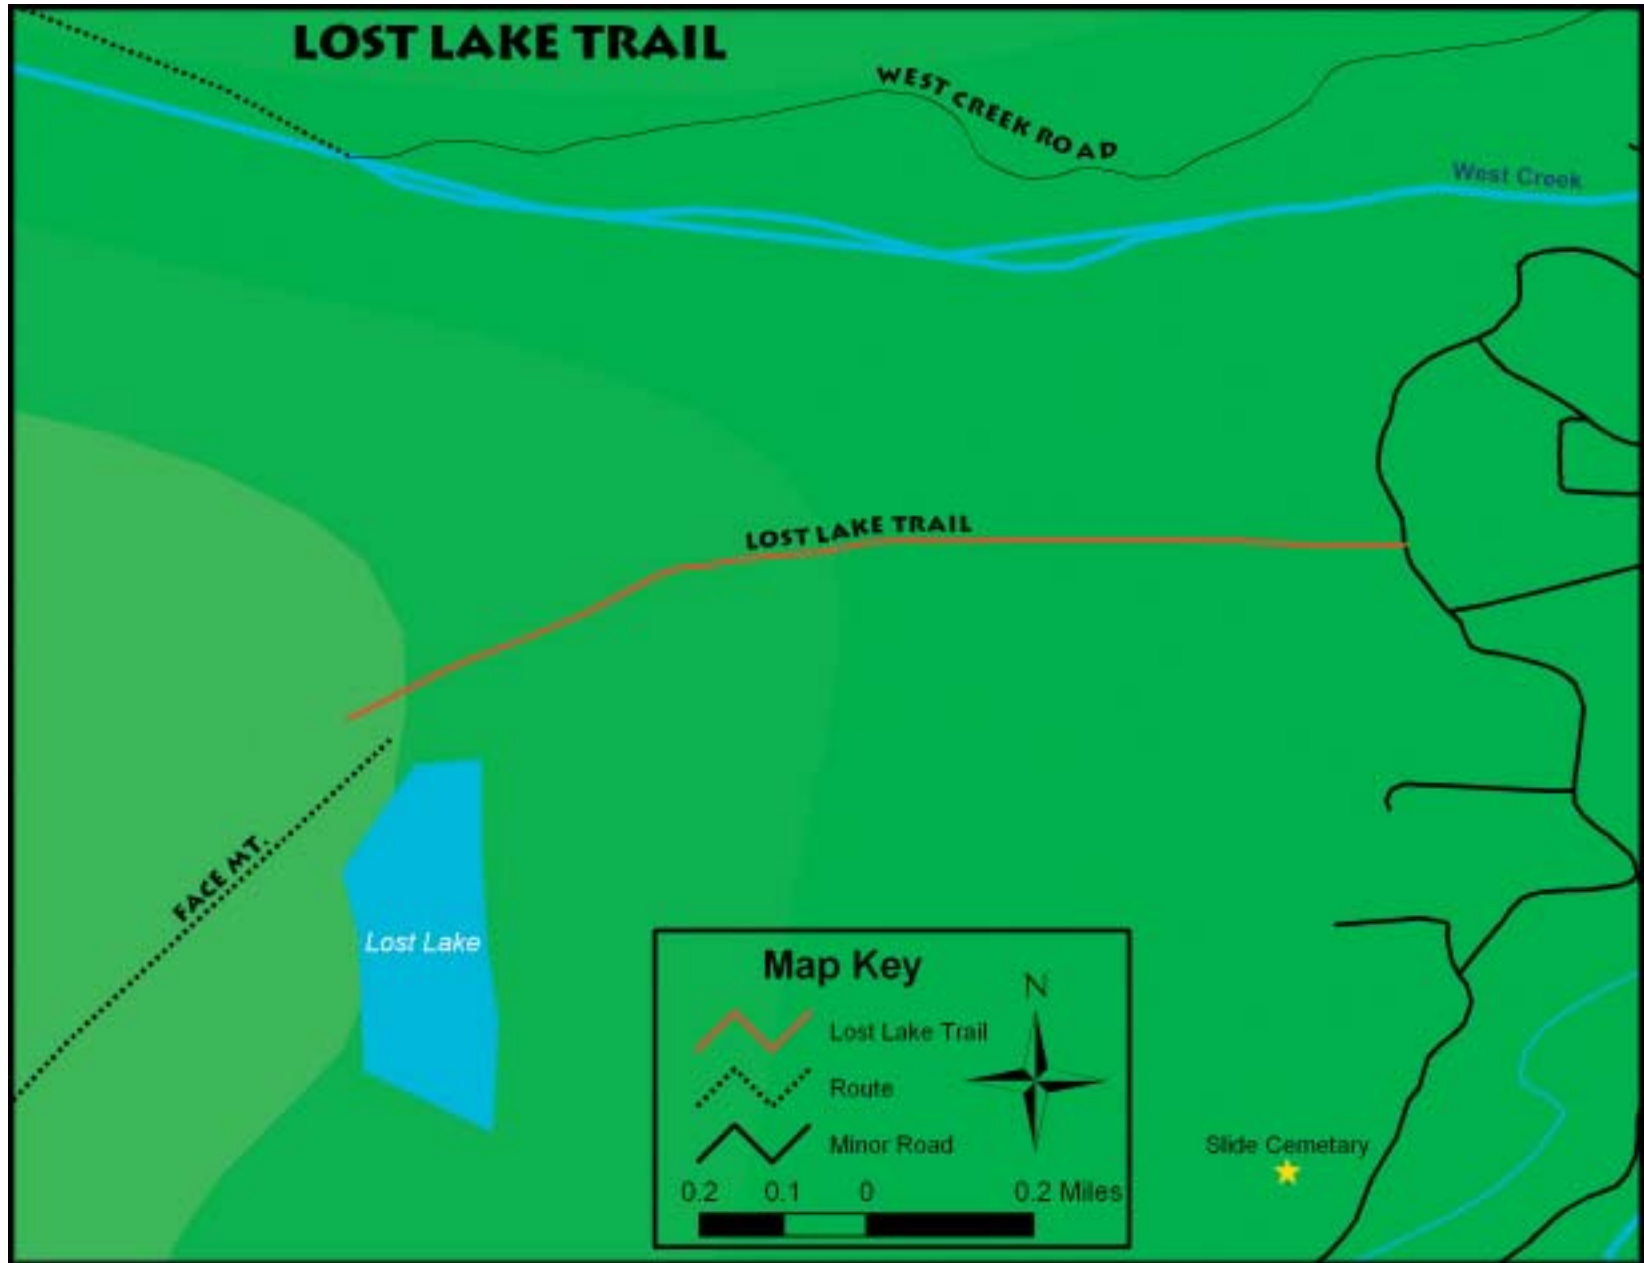 LOST LAKE TRAIL
WEST CREEK ROAD
West Creek
LOST LAKE TRAIL
FACE MT.
Lost Lake
Map Key
N
Lost Lake Trail
Route
Minor Road
0.2 0.1 0 0.2 Miles
Slide Cemetary